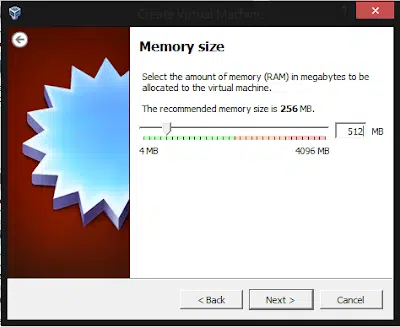 Create Virtual Machine
?
Memory size
Select the amount of memory (RAM) in megabytes to be
allocated to the virtual machine.
The recommended memory size is 256 MB.
512 MB
4 MB 4096 MB
< Back Next > Cancel